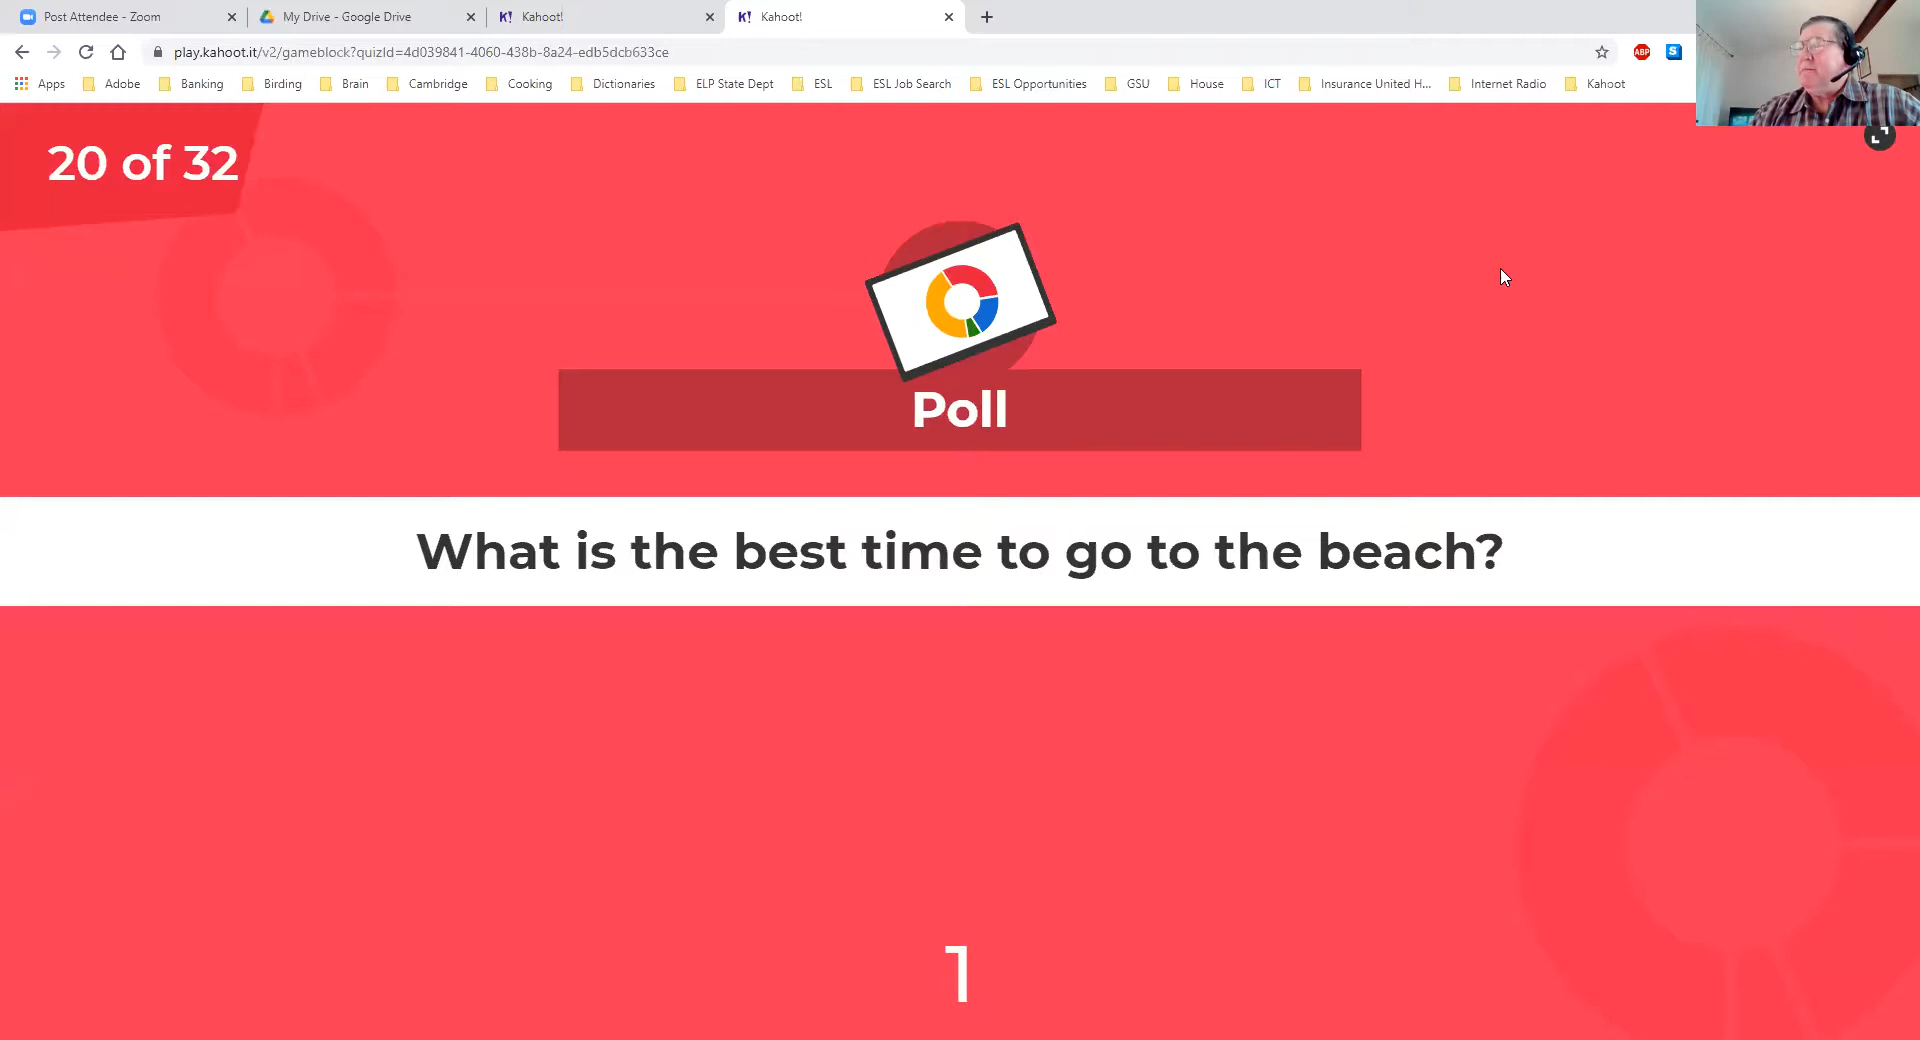 Post Attendee - Zoom
My Drive - Google Drive
K! Kahoot!
K! Kahoot!
play.kahoot.it/v2/gameblock?quizId=4d039841-4060-438b-8a24-edb5dcb633ce
ABP
S
Apps Adobe Banking Birding Brain Cambridge Cooking Dictionaries ELP State Dept ESL ESL Job Search ESL Opportunities GSU House ICT Insurance United H... Internet Radio Kahoot
20 of 32
Poll
What is the best time to go to the beach?
1